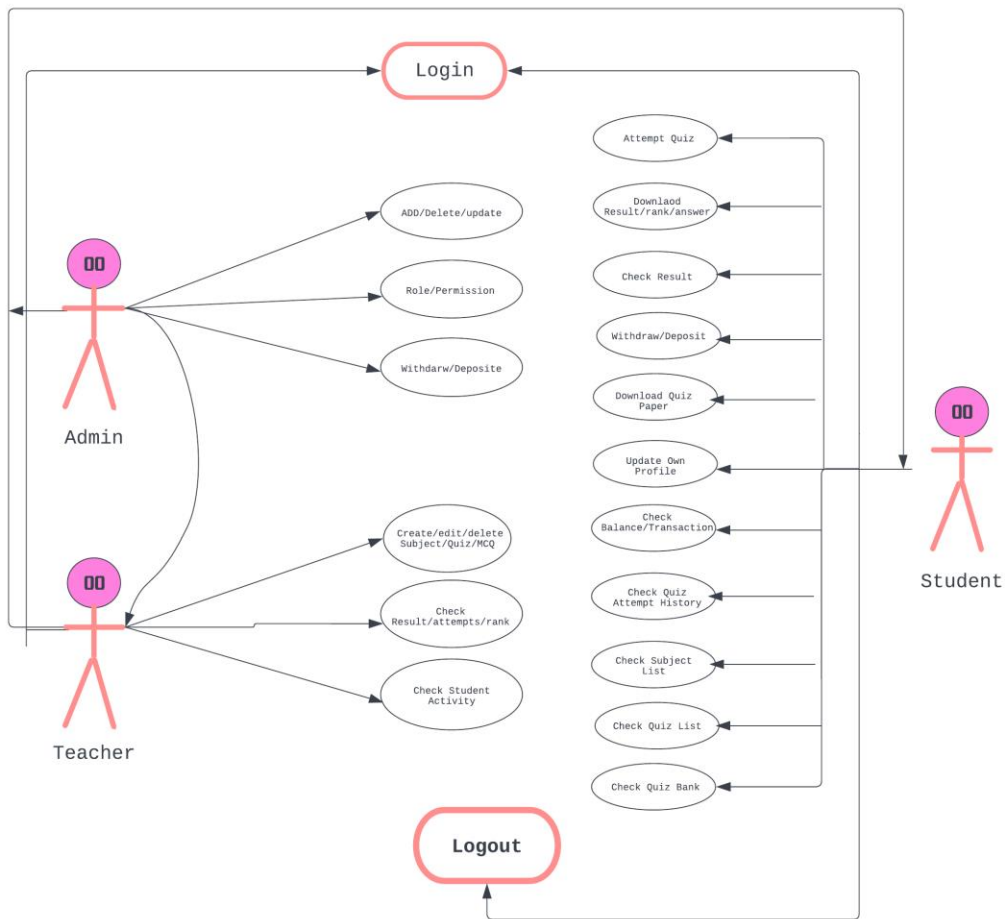 Login
Attempt Quiz
Downlaod
Result/rank/answer
ADD/Delete/update
Check Result
Role/Permission
Withdraw/Deposit
Withdarw/Deposite
Download Quiz
Paper
Admin
Update Own
Profile
Check
Balance/Transaction
Create/edit/delete
Subject/Quiz/MCQ
Student
Check Quiz
Attempt History
Check
Result/attempts/rank
Check Subject
List
Check Student
Activity
Check Quiz List
Teacher
Check Quiz Bank
Logout